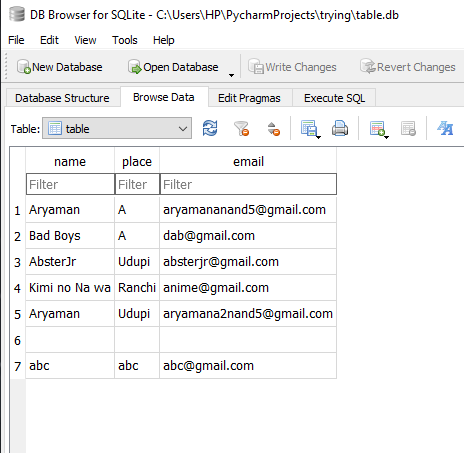 DB Browser for SQLite - C:\Users\HP\PycharmProjects\trying\table.db
File Edit View Tools Help
New Database Open Database Write Changes Revert Changes
Database Structure Browse Data Edit Pragmas Execute SQL
Table: table
name place email
Filter Filter Filter
1 Aryaman A aryamananand5@gmail.com
2 Bad Boys A dab@gmail.com
3 AbsterJr Udupi absterjr@gmail.com
4 Kimi no Na wa Ranchi anime@gmail.com
5 Aryaman Udupi aryamana2nand5@gmail.com
6
7 abc abc abc@gmail.com